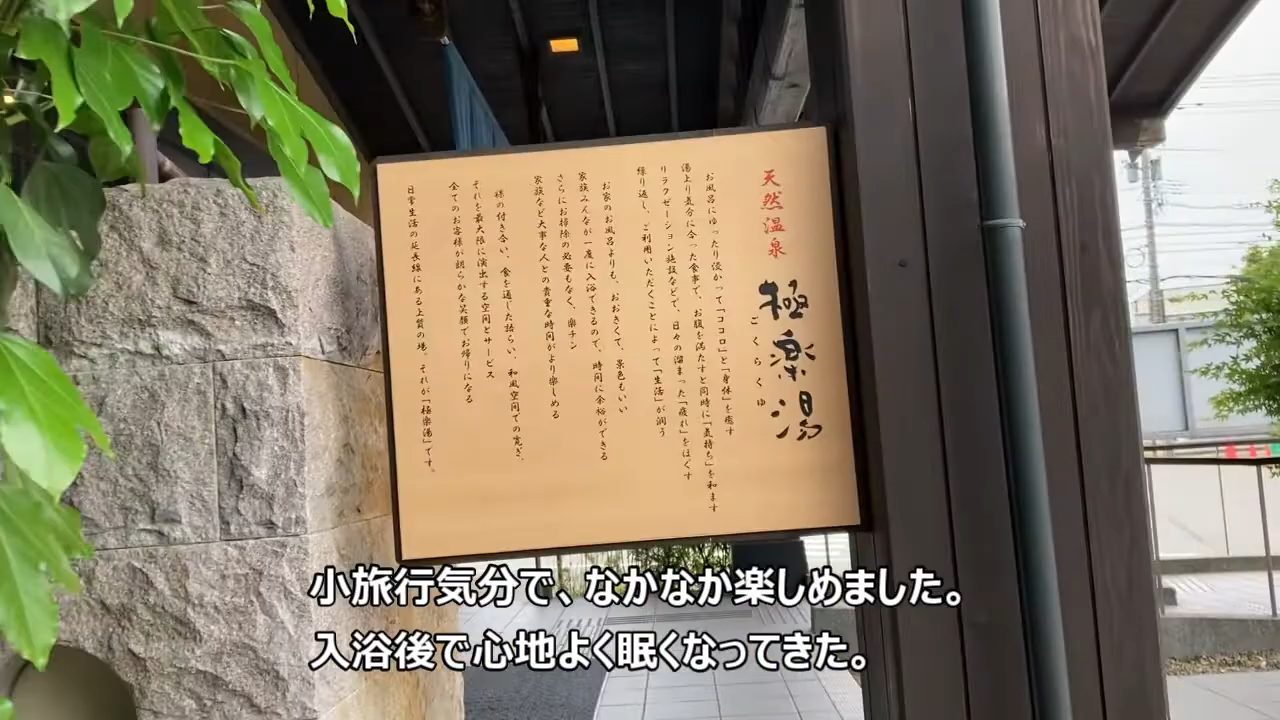 天然温泉
極楽湯
ごくらくゆ
お風呂にゆったり浸かって「ココロ」と「身体」を癒す
湯上り気分に合った食事で、お腹を満たすと同時に「気持ち」を和ます
リラクゼーション施設などで、日々の溜まった「疲れ」をほぐす
繰り返し、ご利用いただくことによって「生活」が潤う
お家のお風呂よりも、おおきくて、景色もいい
家族みんなが一度に入浴できるので、時間に余裕ができる
さらにお掃除の必要もなく、楽チン
家族など大事な人との貴重な時間がより楽しめる
裸の付き合い、食を通した語らい、和風空間での寛ぎ、
それを最大限に演出する空間とサービス
全てのお客様が朗らかな笑顔でお帰りになる
日常生活の延長線にある上質の場。それが「極楽湯」です。
小旅行気分で、なかなか楽しめました。
入浴後で心地よく眠くなってきた。